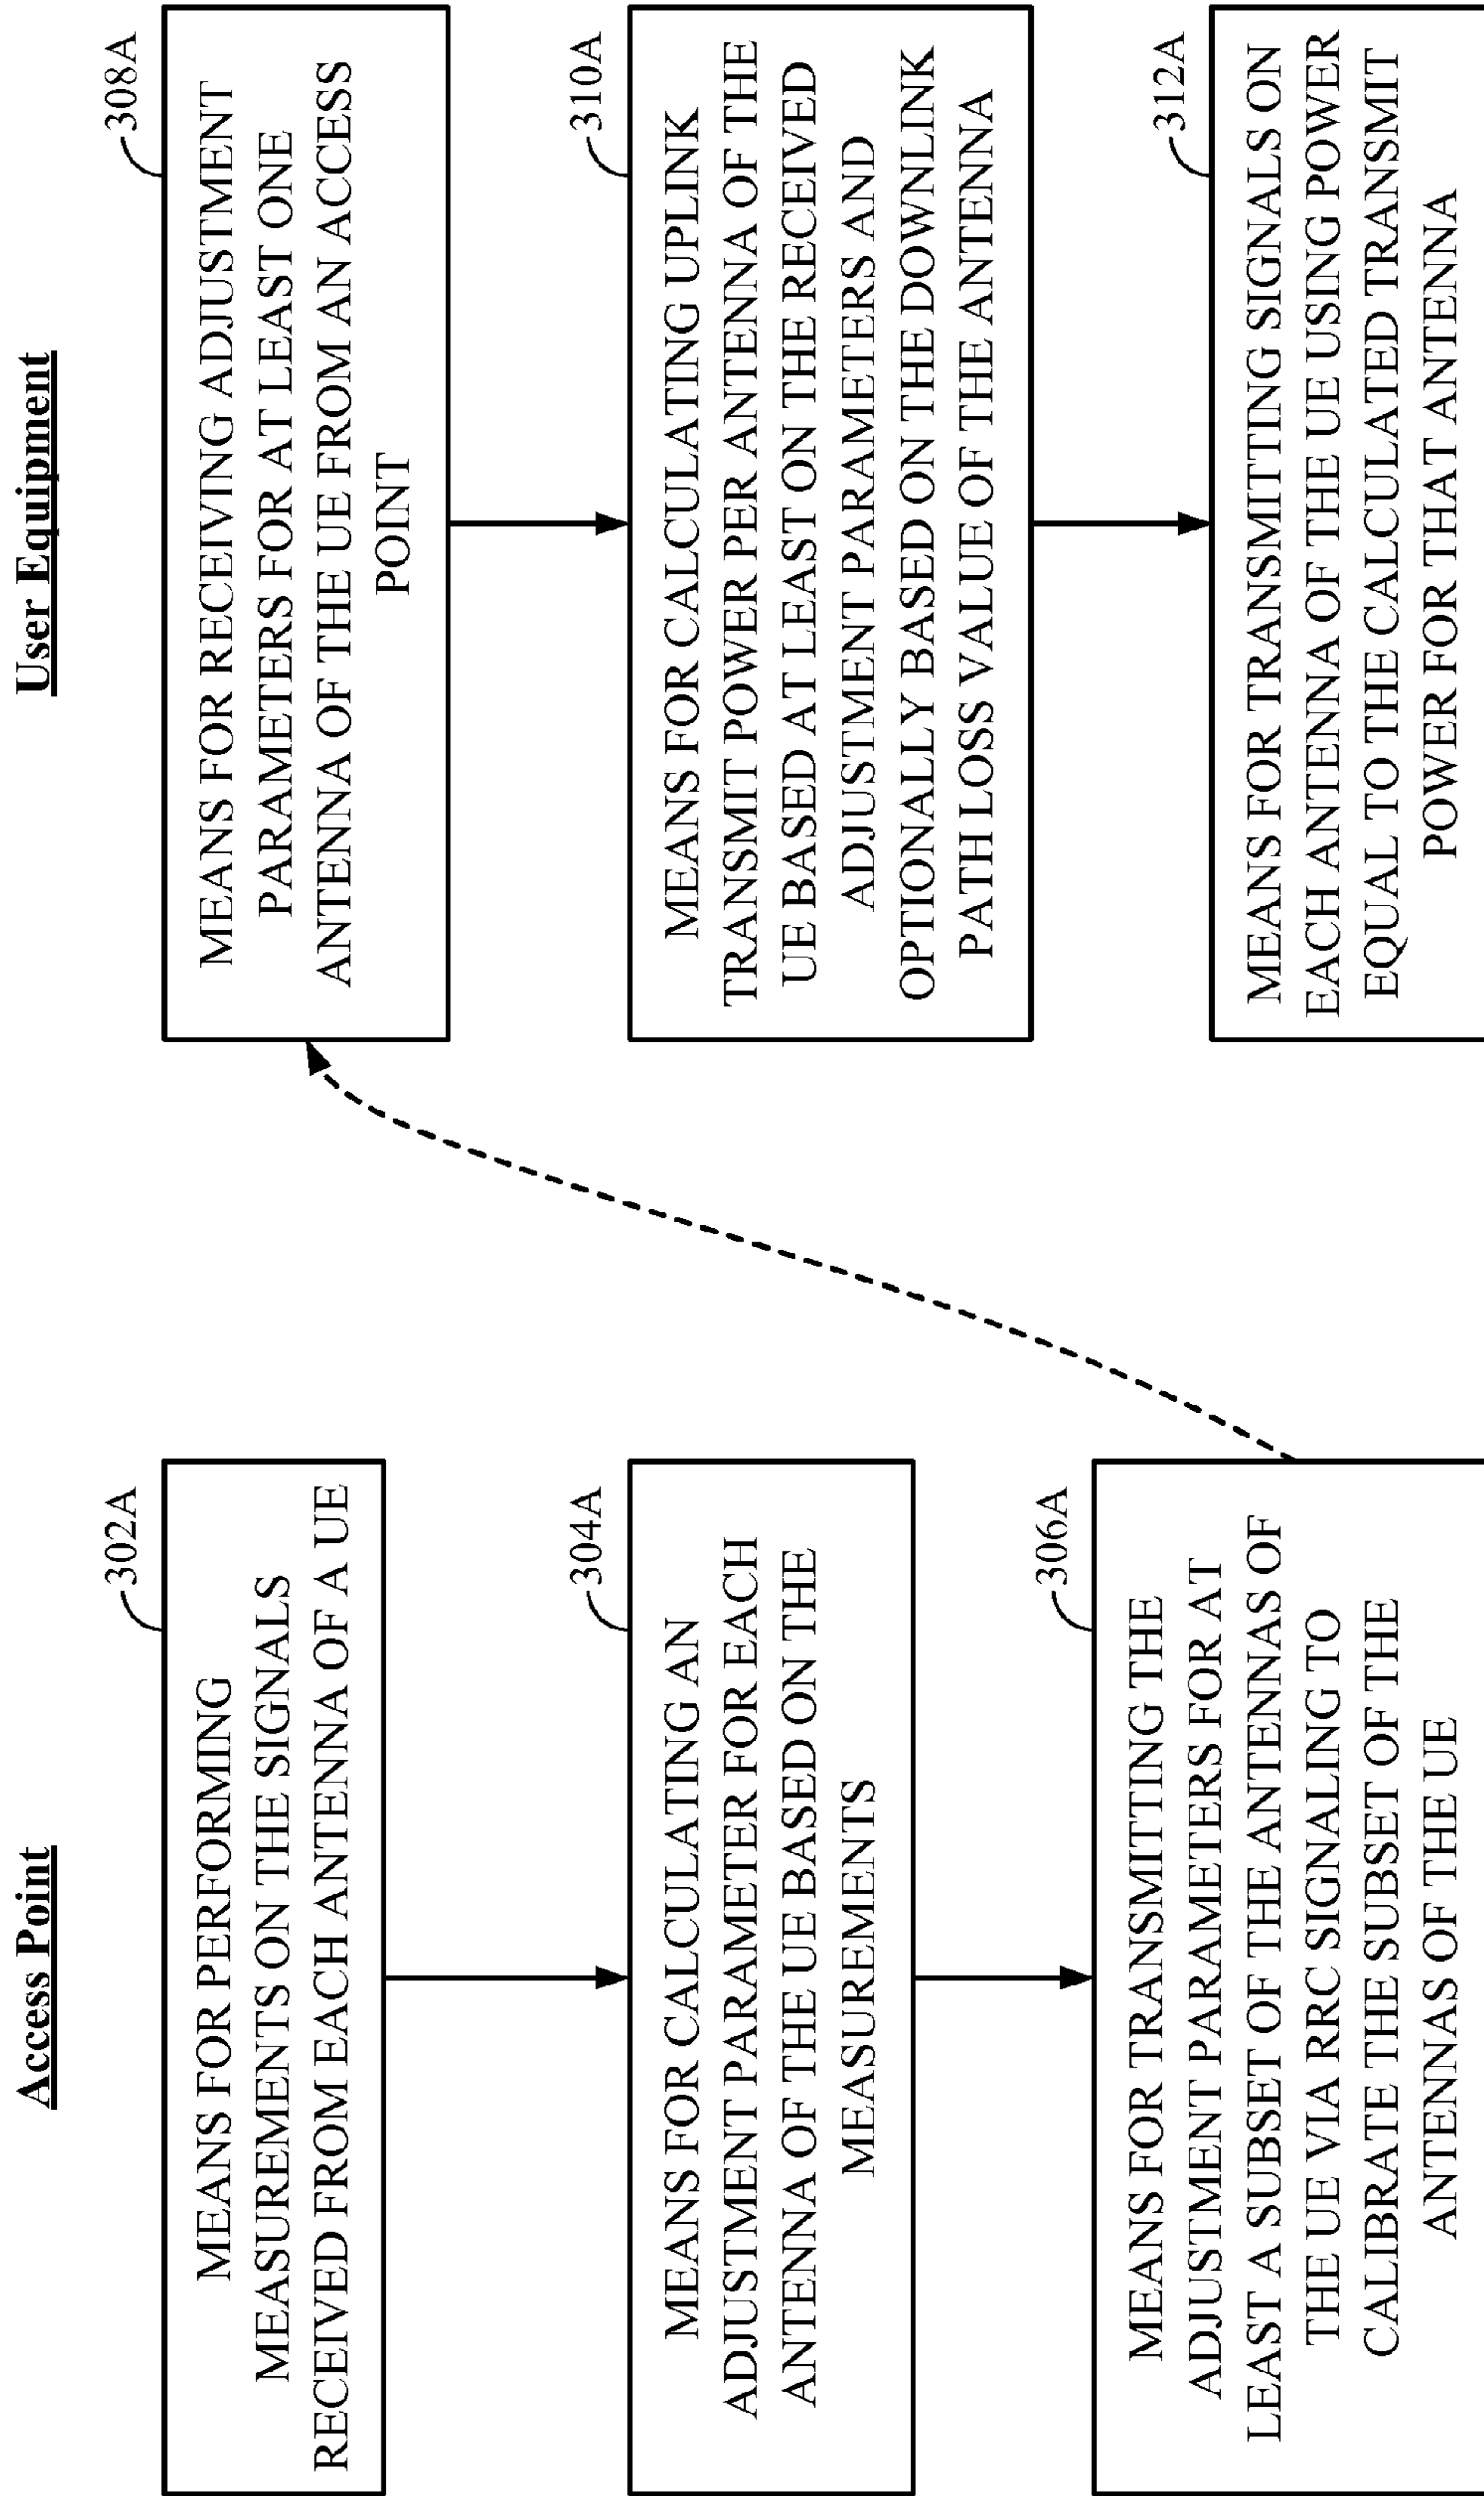 Access Point
302A
MEANS FOR PERFORMING
MEASUREMENTS ON THE SIGNALS
RECEIVED FROM EACH ANTENNA OF A UE
304A
MEANS FOR CALCULATING AN
ADJUSTMENT PARAMETER FOR EACH
ANTENNA OF THE UE BASED ON THE
MEASUREMENTS
306A
MEANS FOR TRANSMITTING THE
ADJUSTMENT PARAMETERS FOR AT
LEAST A SUBSET OF THE ANTENNAS OF
THE UE VIA RRC SIGNALING TO
CALIBRATE THE SUBSET OF THE
ANTENNAS OF THE UE
User Equipment
308A
MEANS FOR RECEIVING ADJUSTMENT
PARAMETERS FOR AT LEAST ONE
ANTENNA OF THE UE FROM AN ACCESS
POINT
310A
MEANS FOR CALCULATING UPLINK
TRANSMIT POWER PER ANTENNA OF THE
UE BASED AT LEAST ON THE RECEIVED
ADJUSTMENT PARAMETERS AND
OPTIONALLY BASED ON THE DOWNLINK
PATH LOSS VALUE OF THE ANTENNA
312A
MEANS FOR TRANSMITTING SIGNALS ON
EACH ANTENNA OF THE UE USING POWER
EQUAL TO THE CALCULATED TRANSMIT
POWER FOR THAT ANTENNA